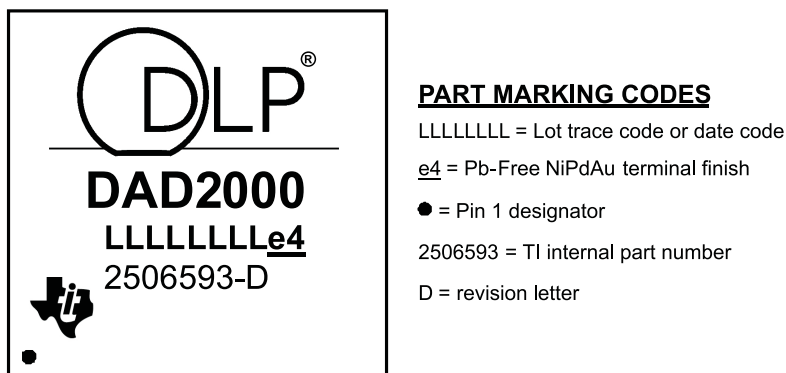 DLP®
DAD2000
LLLLLLLLe4
2506593-D
ti
PART MARKING CODES
LLLLLLLL = Lot trace code or date code
e4 = Pb-Free NiPdAu terminal finish
● = Pin 1 designator
2506593 = TI internal part number
D = revision letter